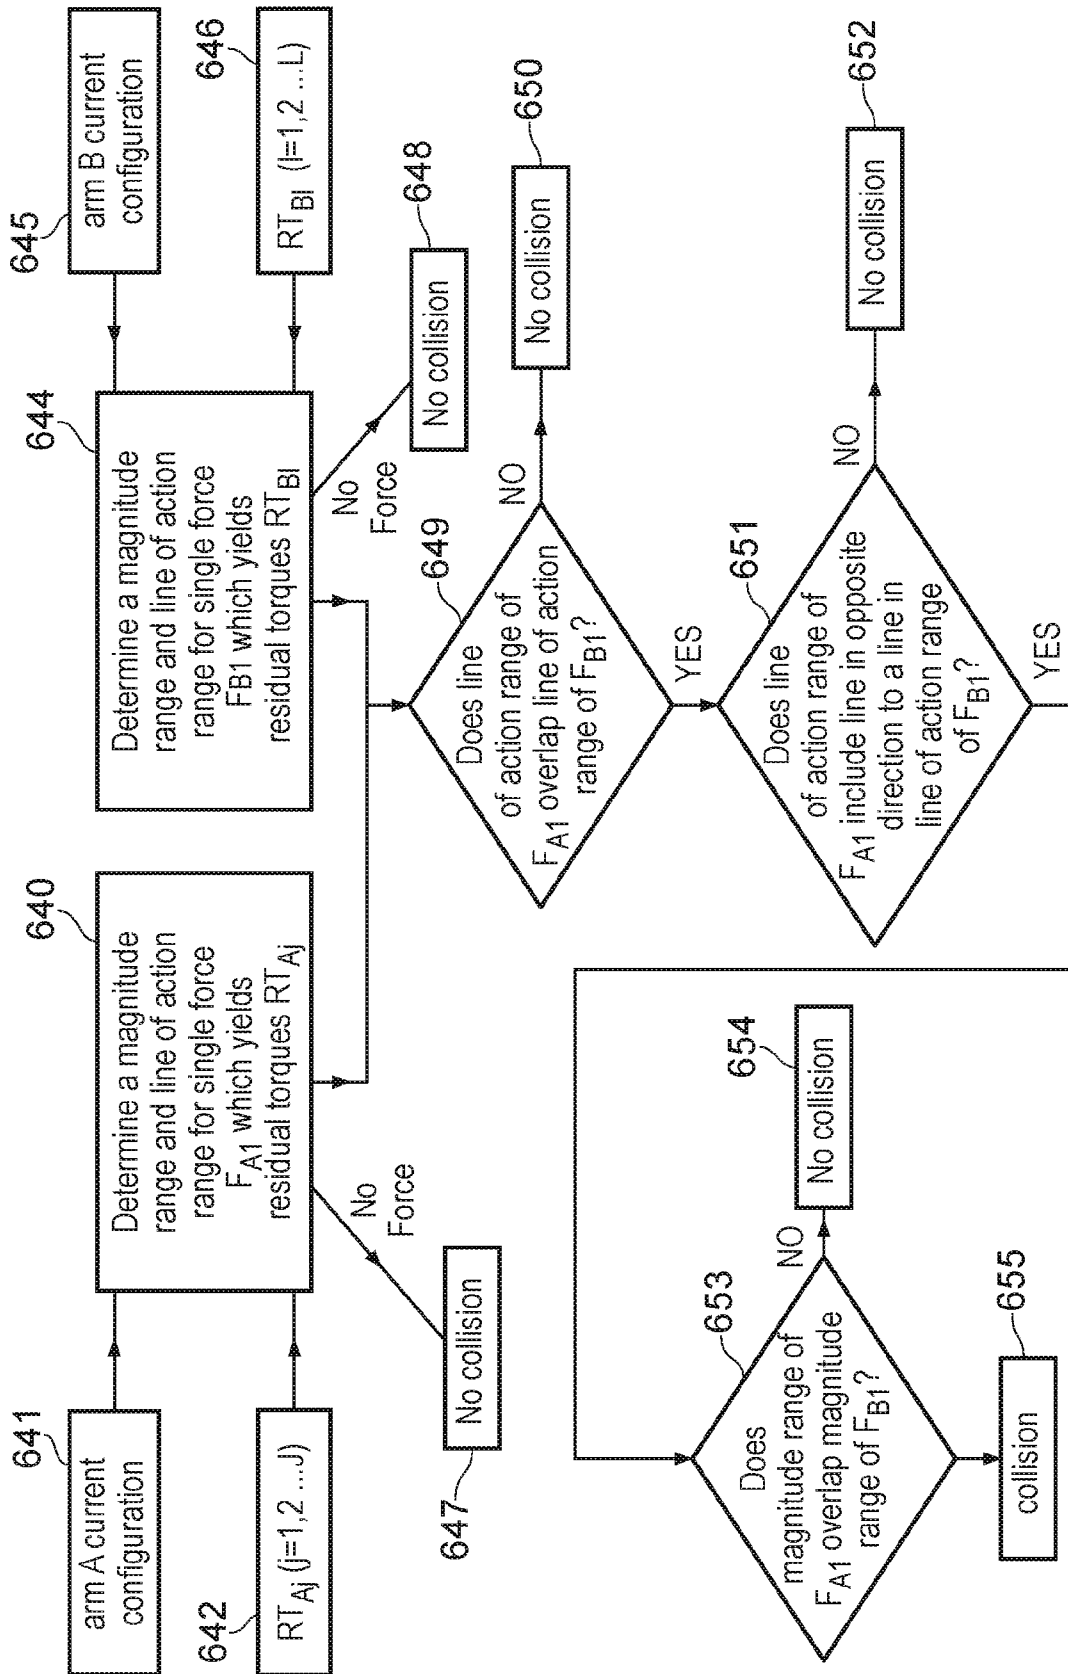 641
arm A current
configuration
642
RT_Aj (j=1,2 ...J)
640
Determine a magnitude
range and line of action
range for single force
F_A1 which yields
residual torques RT_Aj
No
Force
647
No collision
644
Determine a magnitude
range and line of action
range for single force
FB1 which yields
residual torques RT_BI
645
arm B current
configuration
646
RT_BI (I=1,2 ...L)
No
Force
648
No collision
649
Does line
of action range of
F_A1 overlap line of action
range of F_B1?
NO
650
No collision
YES
651
Does line
of action range of
F_A1 include line in opposite
direction to a line in
line of action range
of F_B1?
NO
652
No collision
YES
653
Does
magnitude range of
F_A1 overlap magnitude
range of F_B1?
NO
654
No collision
655
collision